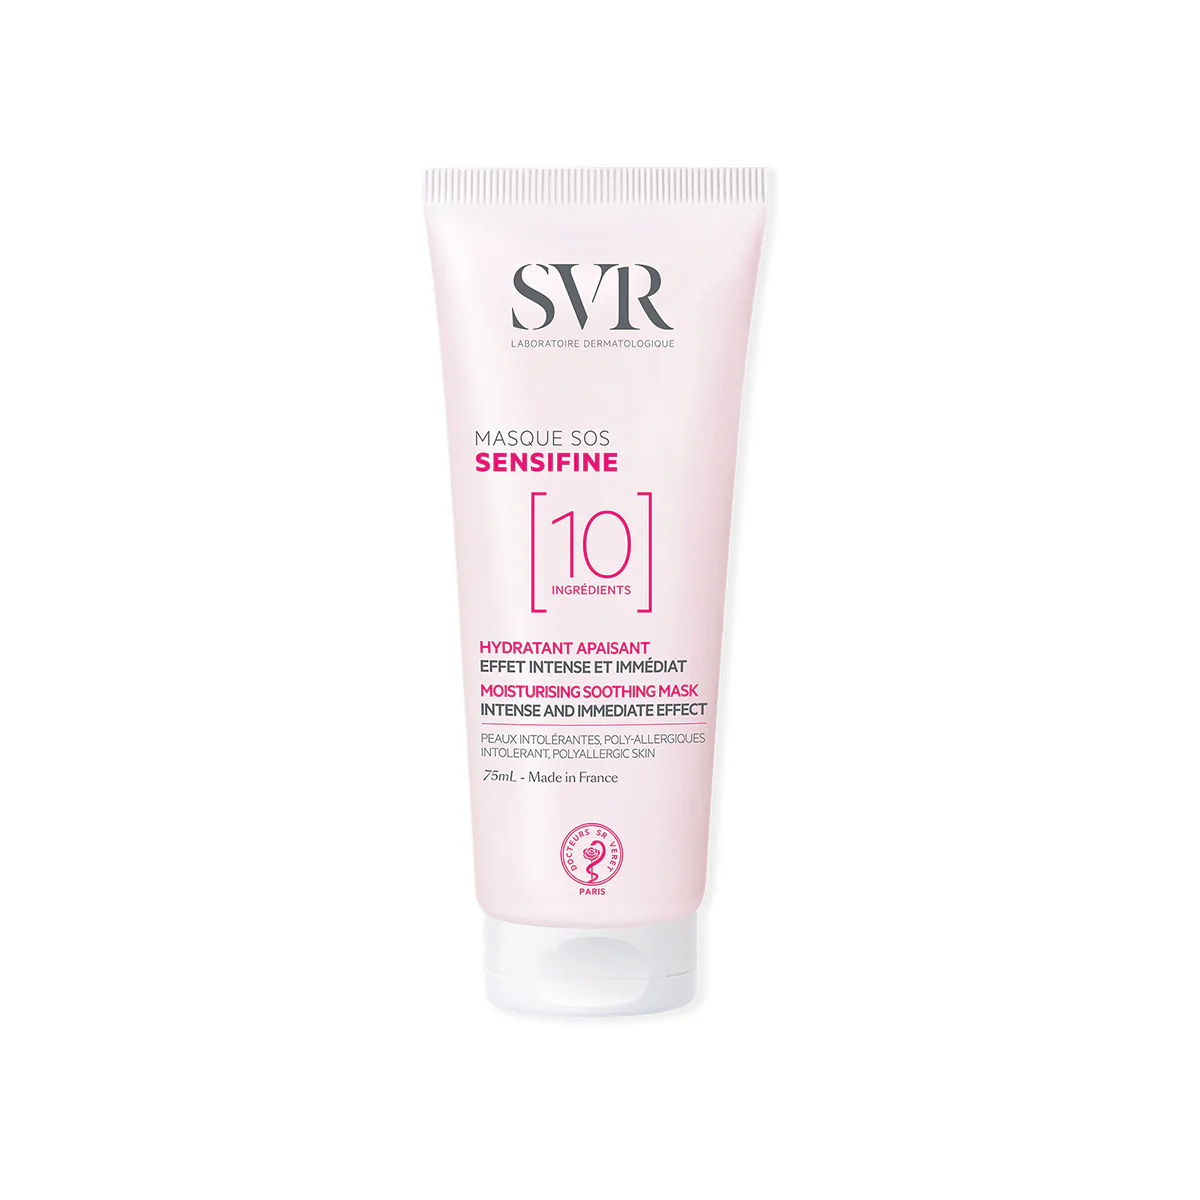 SVR
LABORATOIRE DERMATOLOGIQUE
MASQUE SOS
SENSIFINE
[10]
INGRÉDIENTS
HYDRATANT APAISANT
EFFET INTENSE ET IMMÉDIAT
MOISTURISING SOOTHING MASK
INTENSE AND IMMEDIATE EFFECT
PEAUX INTOLÉRANTES, POLY-ALLERGIQUES
INTOLERANT, POLYALLERGIC SKIN
75mL - Made in France
DOCTEURS SR VERET
PARIS